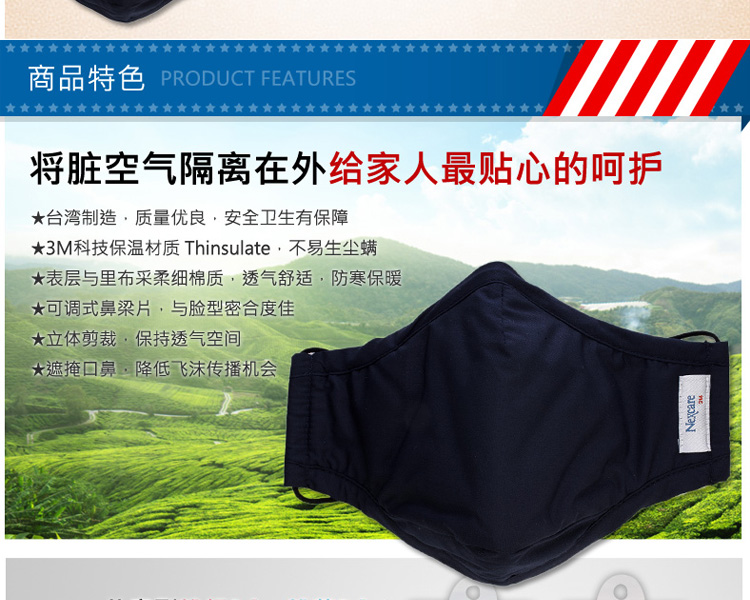 商品特色 PRODUCT FEATURES
将脏空气隔离在外给家人最贴心的呵护
★台湾制造，质量优良，安全卫生有保障
★3M科技保温材质 Thinsulate，不易生尘螨
★表层与里布采柔细棉质，透气舒适，防寒保暖
★可调式鼻梁片，与脸型密合度佳
★立体剪裁，保持透气空间
★遮掩口鼻，降低飞沫传播机会
Nexcare 3M